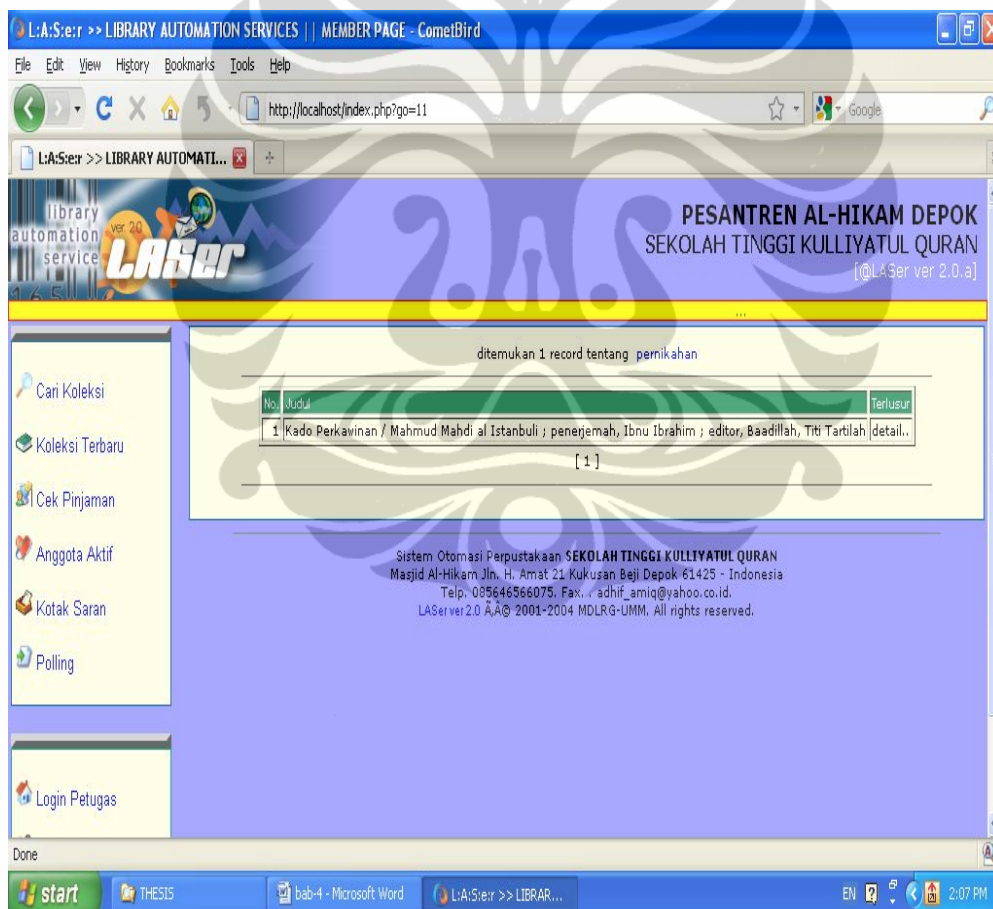 L:A:S:e:r >> LIBRARY AUTOMATION SERVICES || MEMBER PAGE - CometBird
File Edit View History Bookmarks Tools Help
http://localhost/index.php?go=11
Google
L:A:S:e:r >> LIBRARY AUTOMATI...
library
automation
service
ver 2.0
LASer
165
PESANTREN AL-HIKAM DEPOK
SEKOLAH TINGGI KULLIYATUL QURAN
[@LASer ver 2.0.a]
...
Cari Koleksi
Koleksi Terbaru
Cek Pinjaman
Anggota Aktif
Kotak Saran
Polling
Login Petugas
ditemukan 1 record tentang pernikahan
No. Judul Terlusur
1 Kado Perkawinan / Mahmud Mahdi al Istanbuli ; penerjemah, Ibnu Ibrahim ; editor, Baadillah, Titi Tartilah detail..
[ 1 ]
Sistem Otomasi Perpustakaan SEKOLAH TINGGI KULLIYATUL QURAN
Masjid Al-Hikam Jln. H. Amat 21 Kukusan Beji Depok 61425 - Indonesia
Telp. 085646566075. Fax. . adhif_amiq@yahoo.co.id.
LASer ver 2.0 Ã,Â© 2001-2004 MDLRG-UMM. All rights reserved.
Done
start THESIS bab-4 - Microsoft Word L:A:S:e:r >> LIBRAR... EN 2:07 PM